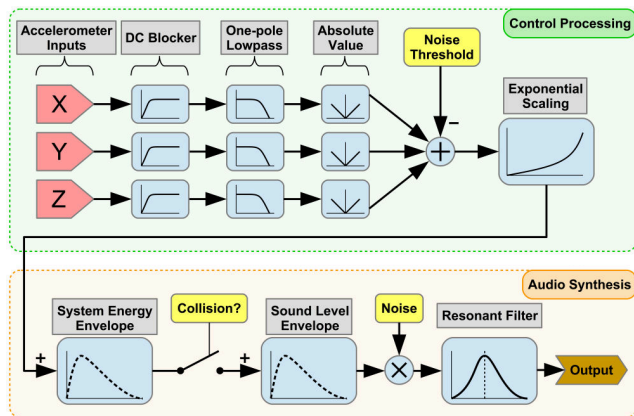 Control Processing
Accelerometer
Inputs
DC Blocker
One-pole
Lowpass
Absolute
Value
Noise
Threshold
Exponential
Scaling
X
Y
Z
−
+
Audio Synthesis
System Energy
Envelope
Collision?
Sound Level
Envelope
Noise
Resonant Filter
+
+
×
Output